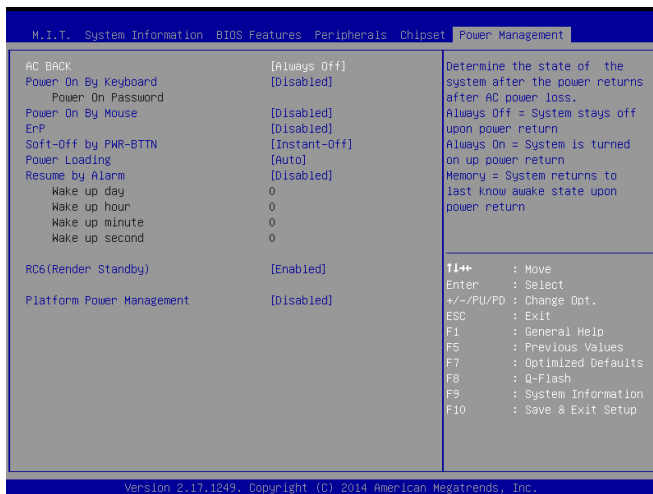 M.I.T. System Information BIOS Features Peripherals Chipset Power Management
AC BACK [Always Off]
Power On By Keyboard [Disabled]
Power On Password
Power On By Mouse [Disabled]
ErP [Disabled]
Soft-Off by PWR-BTTN [Instant-Off]
Power Loading [Auto]
Resume by Alarm [Disabled]
Wake up day 0
Wake up hour 0
Wake up minute 0
Wake up second 0
RC6(Render Standby) [Enabled]
Platform Power Management [Disabled]
Determine the state of the
system after the power returns
after AC power loss.
Always Off = System stays off
upon power return
Always On = System is turned
on up power return
Memory = System returns to
last know awake state upon
power return
↑↓→← : Move
Enter : Select
+/-/PU/PD : Change Opt.
ESC : Exit
F1 : General Help
F5 : Previous Values
F7 : Optimized Defaults
F8 : Q-Flash
F9 : System Information
F10 : Save & Exit Setup
Version 2.17.1249. Copyright (C) 2014 American Megatrends, Inc.